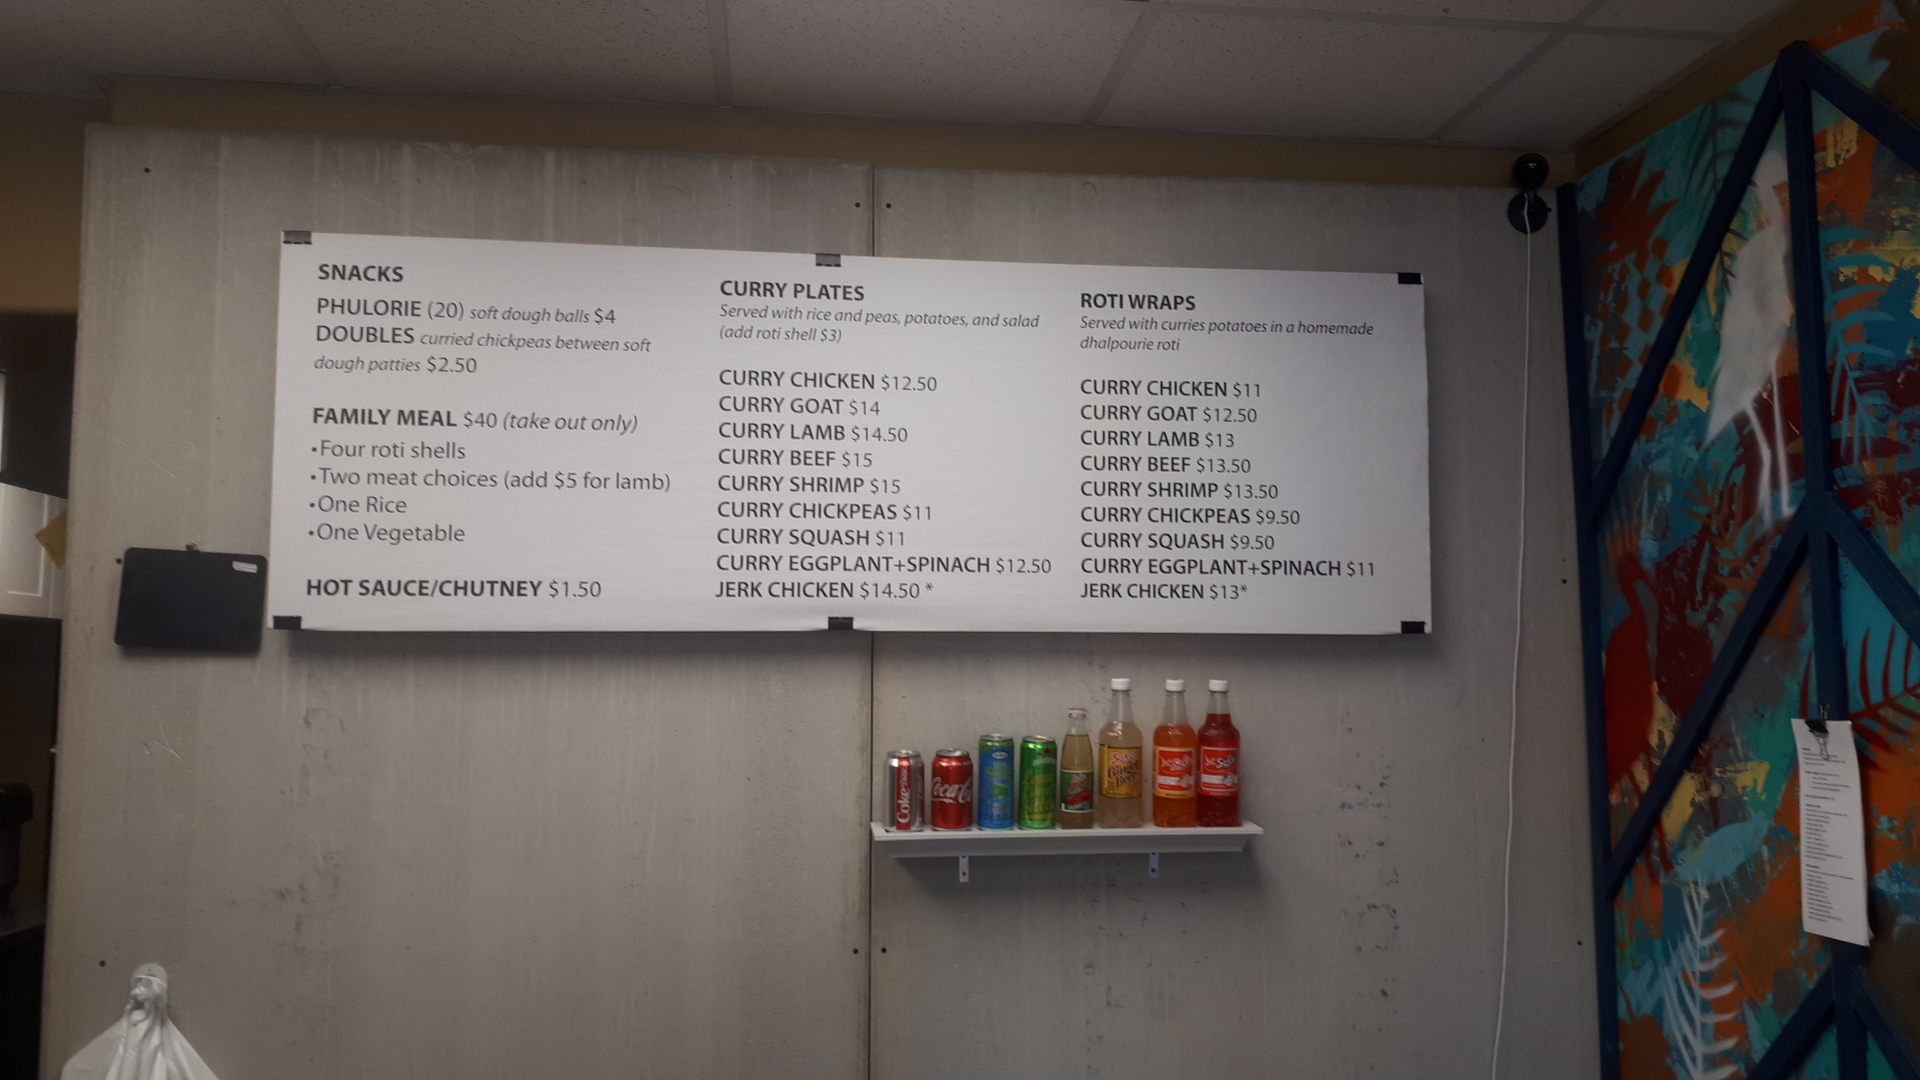 SNACKS
PHULORIE (20) soft dough balls $4
DOUBLES curried chickpeas between soft
dough patties $2.50
FAMILY MEAL $40 (take out only)
•Four roti shells
•Two meat choices (add $5 for lamb)
•One Rice
•One Vegetable
HOT SAUCE/CHUTNEY $1.50
CURRY PLATES
Served with rice and peas, potatoes, and salad
(add roti shell $3)
CURRY CHICKEN $12.50
CURRY GOAT $14
CURRY LAMB $14.50
CURRY BEEF $15
CURRY SHRIMP $15
CURRY CHICKPEAS $11
CURRY SQUASH $11
CURRY EGGPLANT+SPINACH $12.50
JERK CHICKEN $14.50 *
ROTI WRAPS
Served with curries potatoes in a homemade
dhalpourie roti
CURRY CHICKEN $11
CURRY GOAT $12.50
CURRY LAMB $13
CURRY BEEF $13.50
CURRY SHRIMP $13.50
CURRY CHICKPEAS $9.50
CURRY SQUASH $9.50
CURRY EGGPLANT+SPINACH $11
JERK CHICKEN $13*
Coke
Coca-Cola